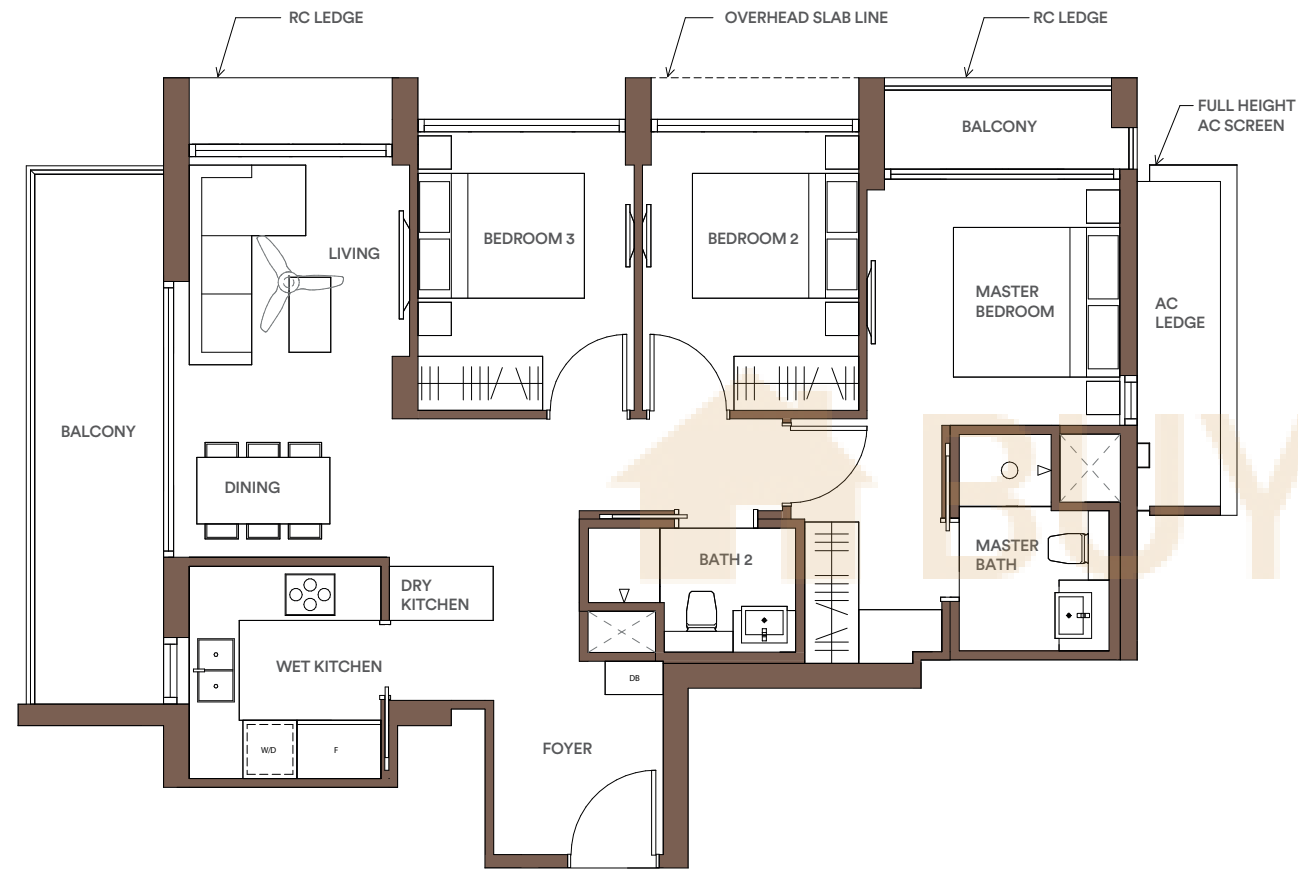 RC LEDGE
OVERHEAD SLAB LINE
RC LEDGE
FULL HEIGHT
AC SCREEN
BALCONY
LIVING
BEDROOM 3
BEDROOM 2
MASTER
BEDROOM
AC
LEDGE
BALCONY
DINING
DRY
KITCHEN
BATH 2
MASTER
BATH
WET KITCHEN
DB
FOYER
W/D
F
BUY